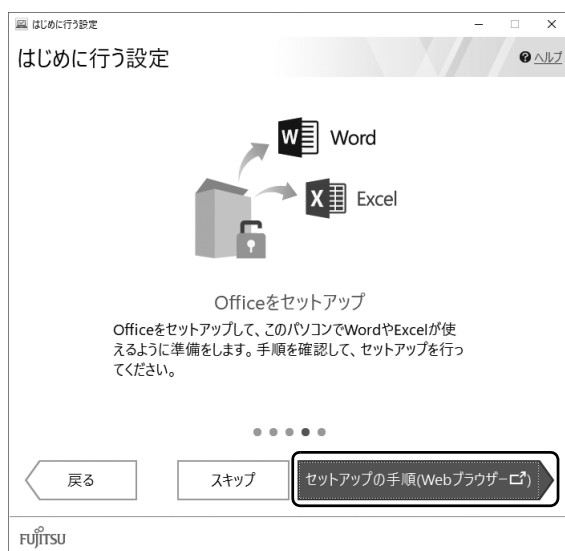 はじめに行う設定
はじめに行う設定
ヘルプ
W Word
X Excel
Officeをセットアップ
Officeをセットアップして、このパソコンでWordやExcelが使
えるように準備をします。手順を確認して、セットアップを行っ
てください。
戻る
スキップ
セットアップの手順(Webブラウザー)
FUJITSU